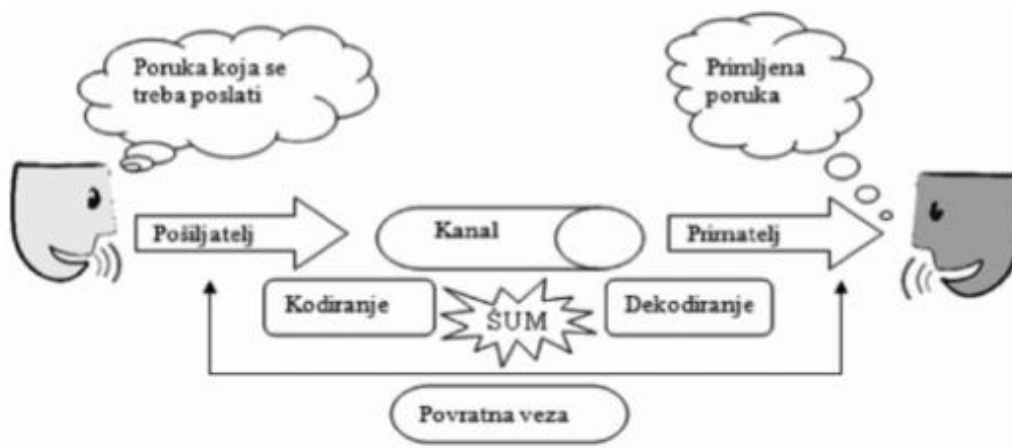 Poruka koja se
treba poslati
Primljena
poruka
Pošiljatelj
Kanal
Primatelj
Kodiranje
ŠUM
Dekodiranje
Povratna veza